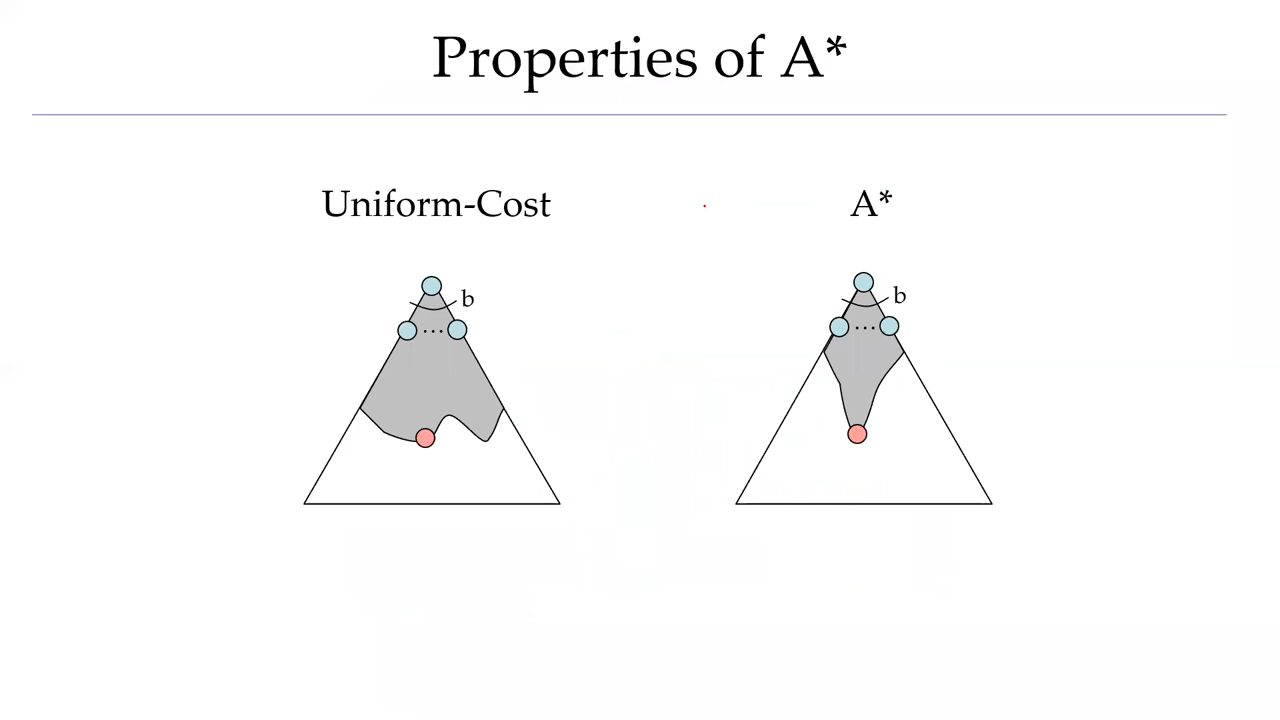 Properties of A*
Uniform-Cost
A*
b
b
...
...